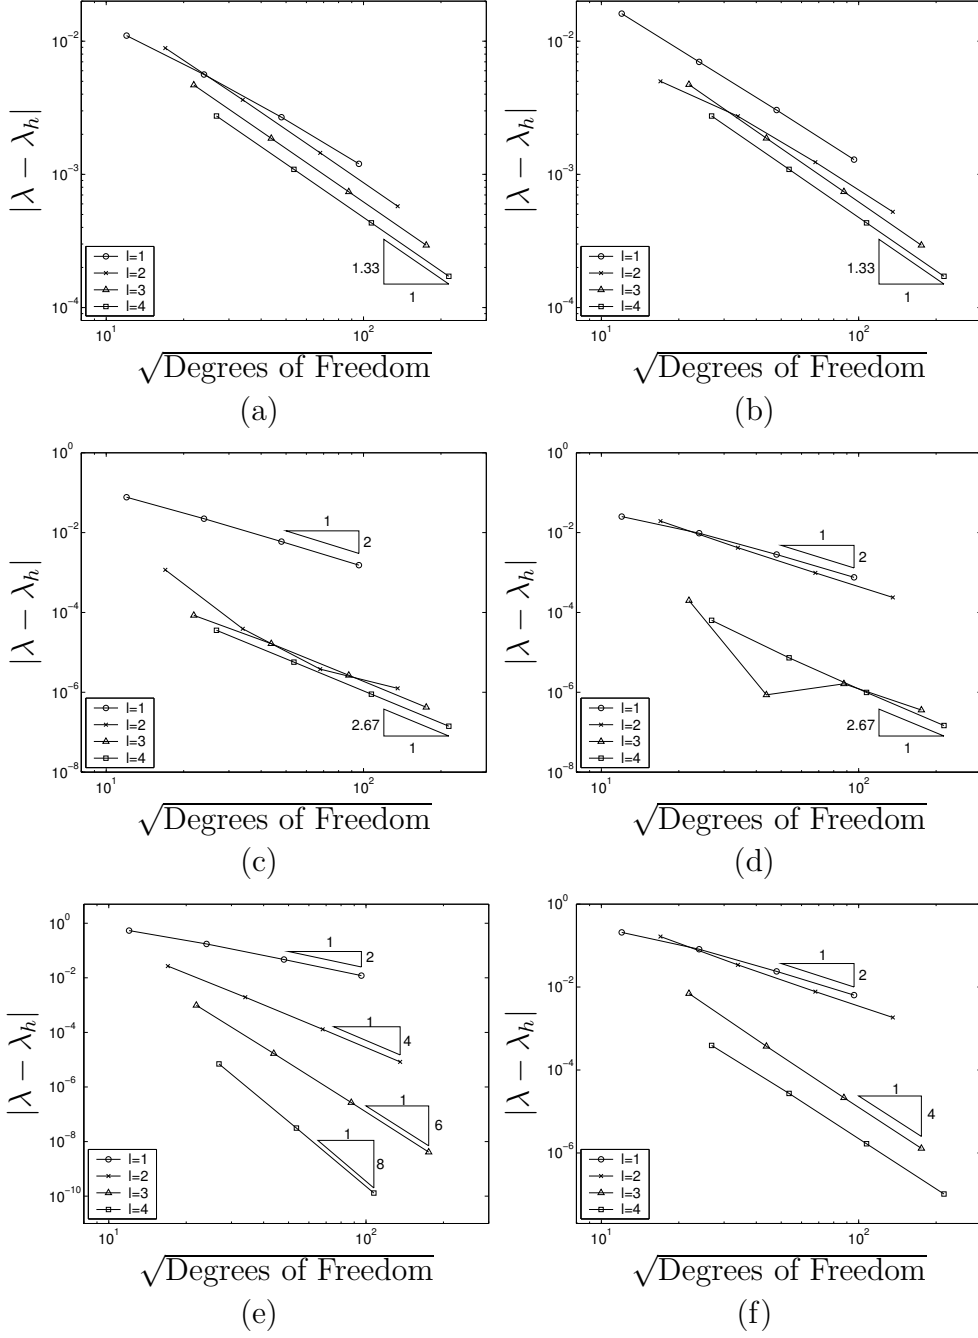 10^{-2}
10^{-3}
10^{-4}
|λ − λ_h|
l=1
l=2
l=3
l=4
1.33
1
10^1
10^2
√Degrees of Freedom
(a)
10^{-2}
10^{-3}
10^{-4}
|λ − λ_h|
l=1
l=2
l=3
l=4
1.33
1
10^1
10^2
√Degrees of Freedom
(b)
10^0
10^{-2}
10^{-4}
10^{-6}
10^{-8}
|λ − λ_h|
1
2
l=1
l=2
l=3
l=4
2.67
1
10^1
10^2
√Degrees of Freedom
(c)
10^0
10^{-2}
10^{-4}
10^{-6}
10^{-8}
|λ − λ_h|
1
2
l=1
l=2
l=3
l=4
2.67
1
10^1
10^2
√Degrees of Freedom
(d)
10^0
10^{-2}
10^{-4}
10^{-6}
10^{-8}
10^{-10}
|λ − λ_h|
1
2
1
4
1
6
1
8
l=1
l=2
l=3
l=4
10^1
10^2
√Degrees of Freedom
(e)
10^0
10^{-2}
10^{-4}
10^{-6}
|λ − λ_h|
1
2
1
4
l=1
l=2
l=3
l=4
10^1
10^2
√Degrees of Freedom
(f)